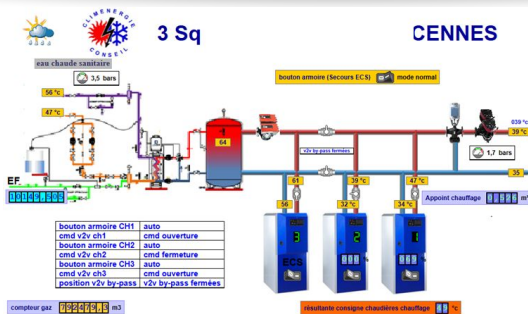 CLIMENERGIE
CONSEIL
3 Sq
CENNES
eau chaude sanitaire
3,5 bars
bouton armoire (Secours ECS)
mode normal
56 °c
47 °c
039 °c
39 °c
v2v by-pass fermées
1,7 bars
64
EF
61
39 °c
47 °c
35
56
32 °c
34 °c
Appoint chauffage
m³
3
2
1
ECS
bouton armoire CH1 auto
cmd v2v ch1 cmd ouverture
bouton armoire CH2 auto
cmd v2v ch2 cmd fermeture
bouton armoire CH3 auto
cmd v2v ch3 cmd ouverture
position v2v by-pass v2v by-pass fermées
compteur gaz
m3
résultante consigne chaudières chauffage
°c